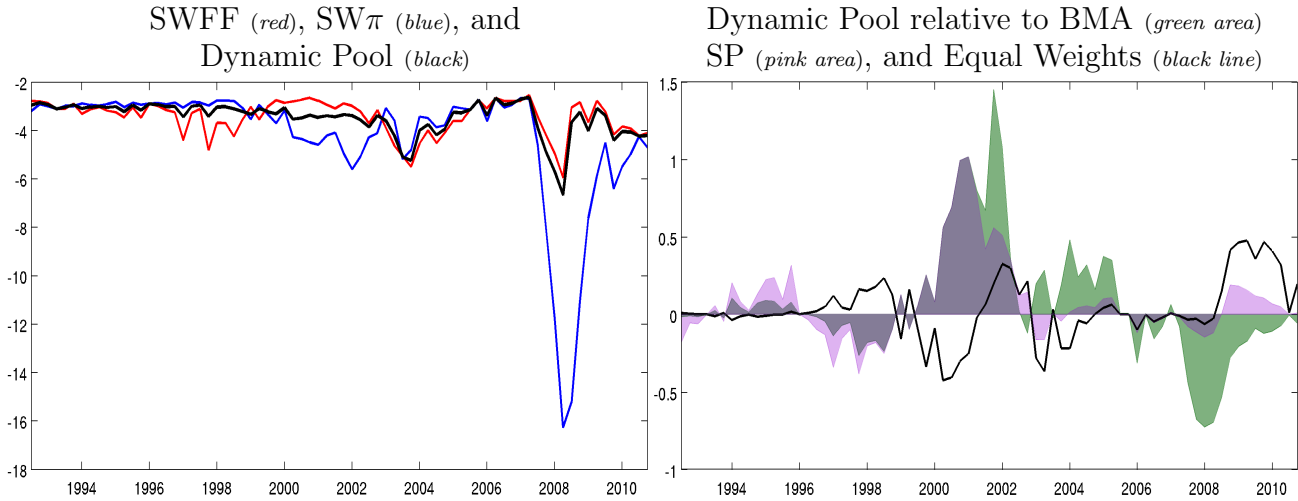 SWFF (red), SWπ (blue), and
Dynamic Pool (black)
-2
-4
-6
-8
-10
-12
-14
-16
-18
1994 1996 1998 2000 2002 2004 2006 2008 2010
Dynamic Pool relative to BMA (green area)
SP (pink area), and Equal Weights (black line)
1.5
1
0.5
0
-0.5
-1
1994 1996 1998 2000 2002 2004 2006 2008 2010